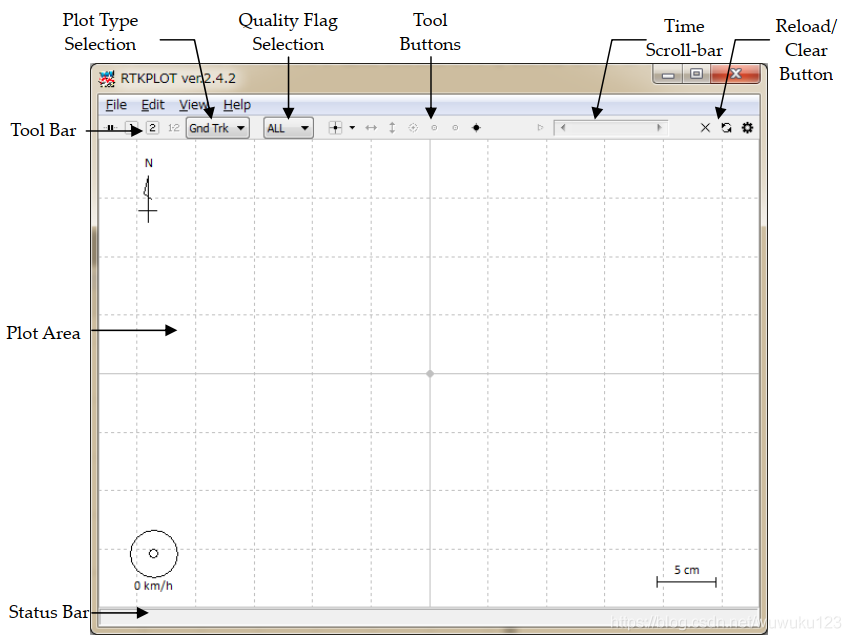 Plot Type
Selection
Quality Flag
Selection
Tool
Buttons
Time
Scroll-bar
Reload/
Clear
Button
RTKPLOT ver.2.4.2
File Edit View Help
Tool Bar
2 1-2 Gnd Trk ALL
N
Plot Area
5 cm
0 km/h
Status Bar
https://blog.csdn.net/wuwuku123